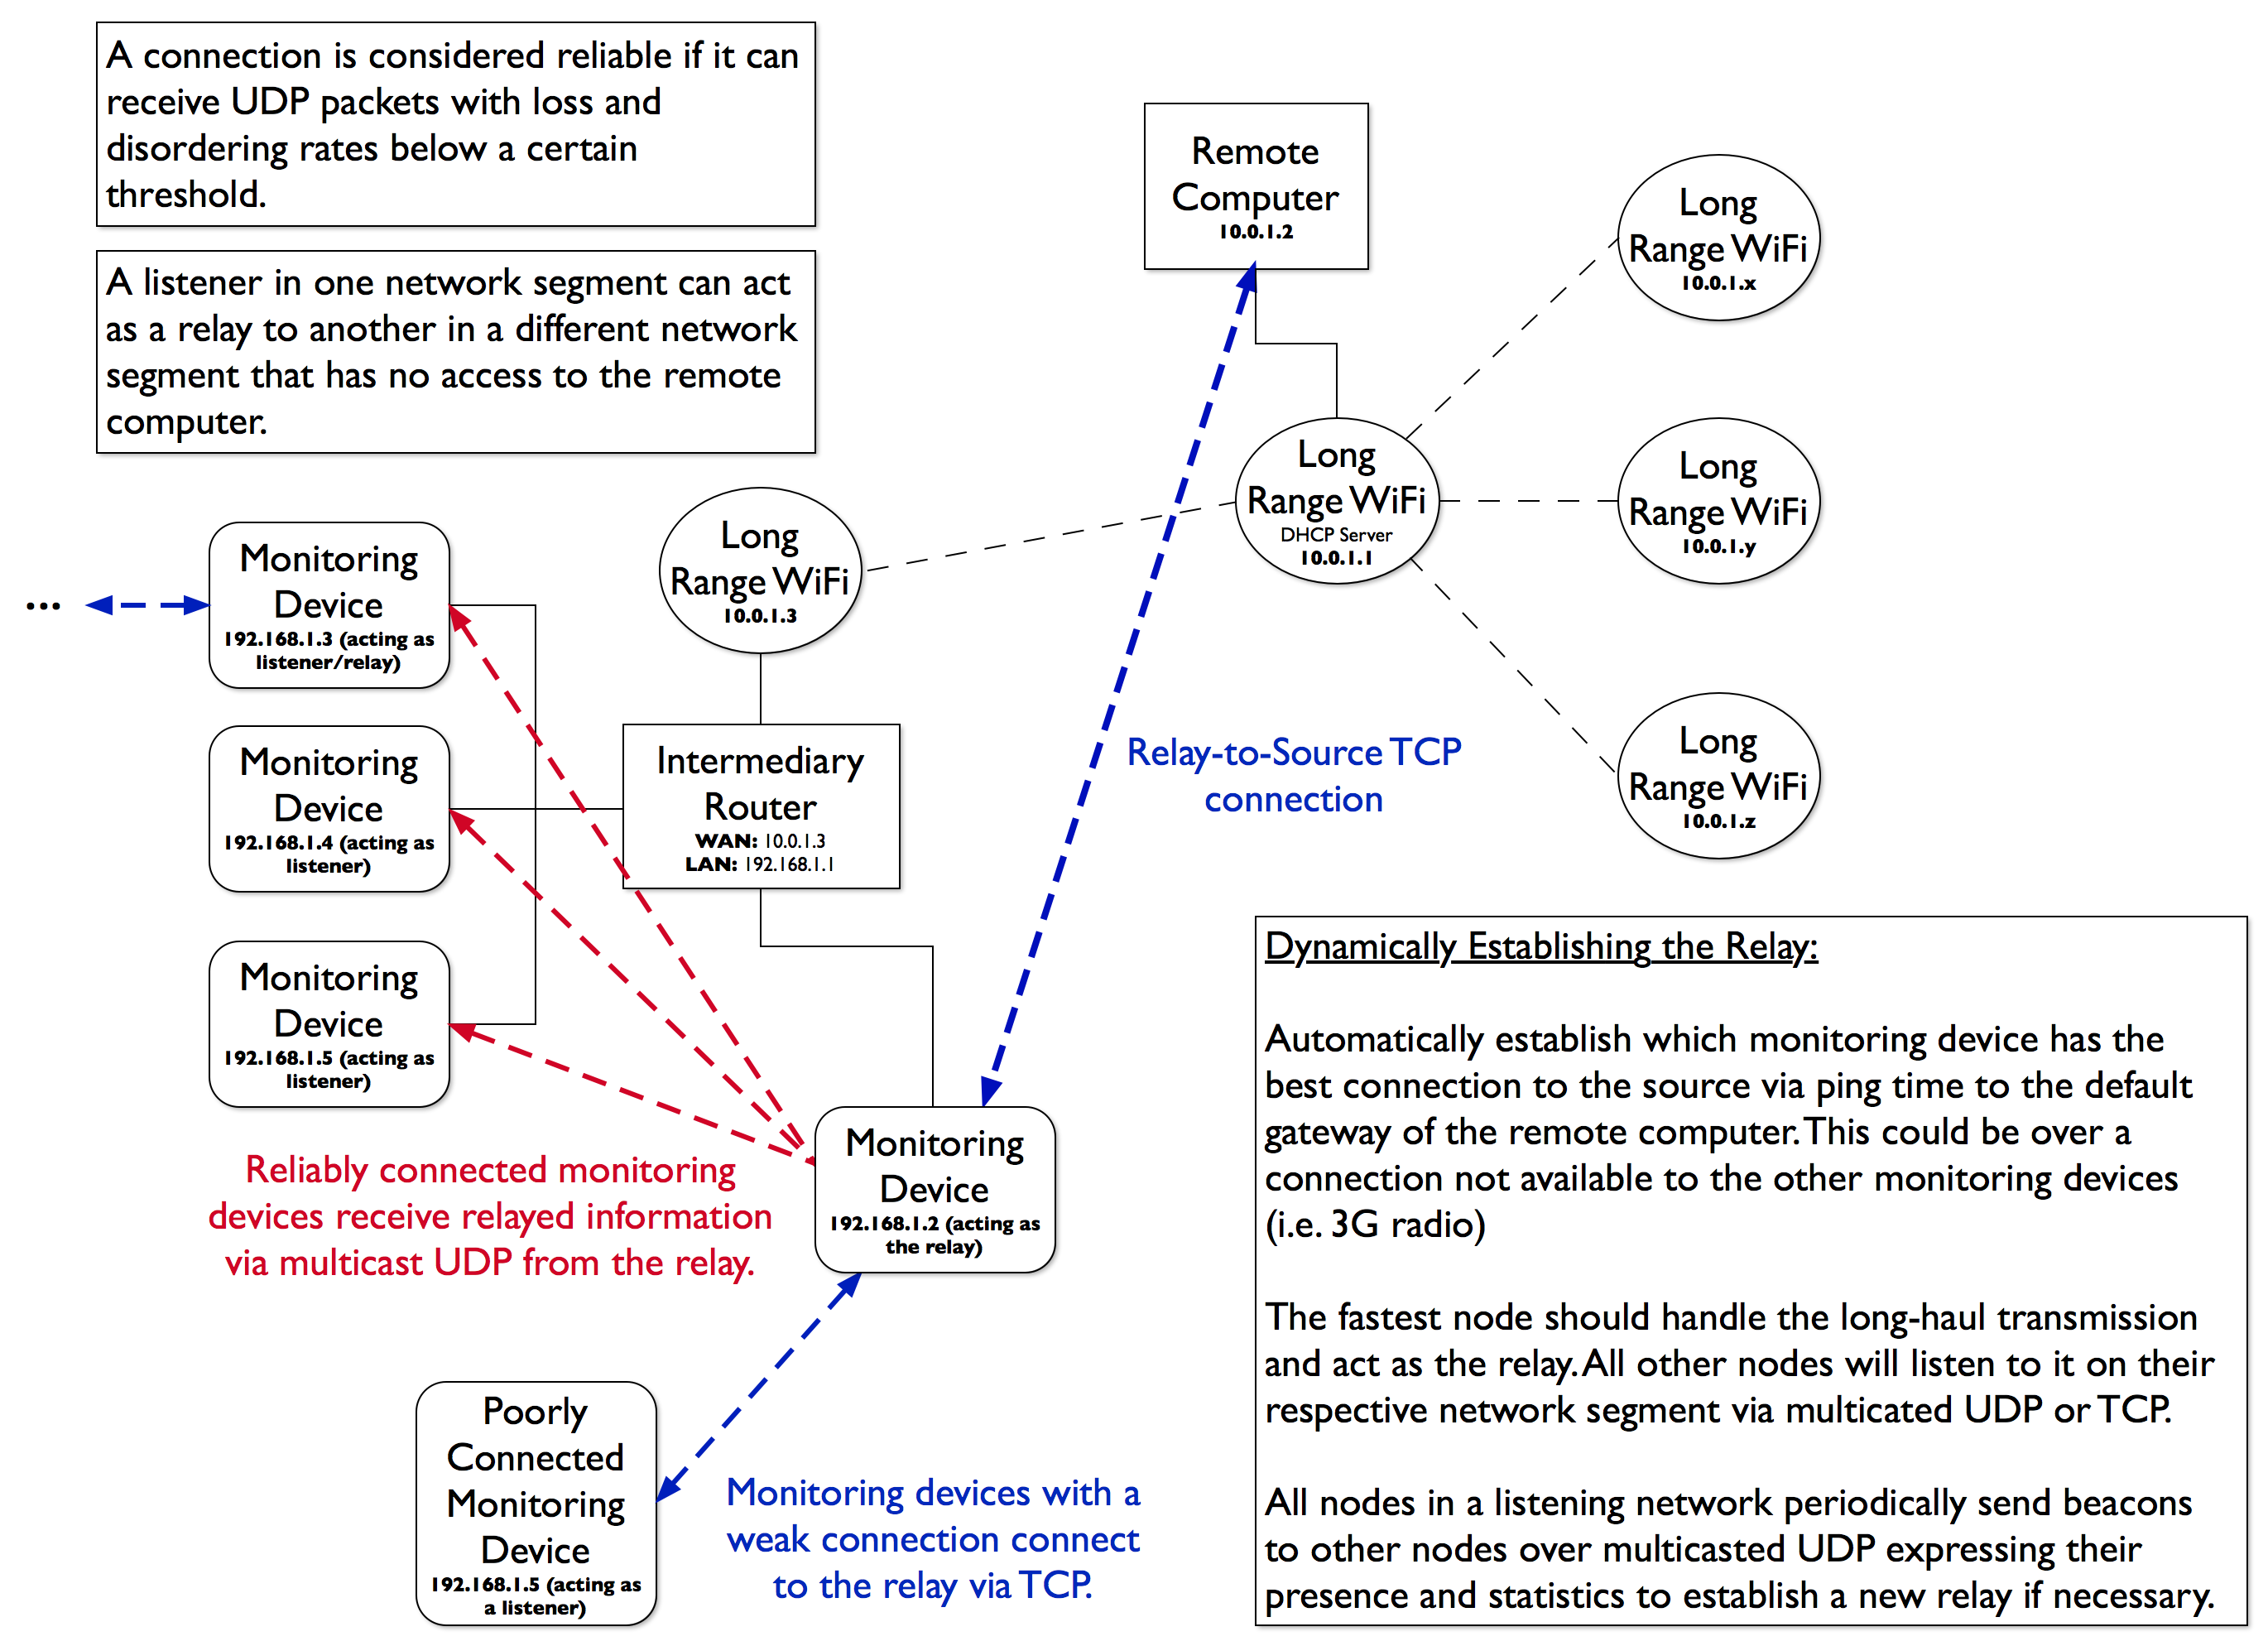 A connection is considered reliable if it can
receive UDP packets with loss and
disordering rates below a certain
threshold.
A listener in one network segment can act
as a relay to another in a different network
segment that has no access to the remote
computer.
Remote
Computer
10.0.1.2
Long
Range WiFi
10.0.1.x
Long
Range WiFi
DHCP Server
10.0.1.1
Long
Range WiFi
10.0.1.y
Long
Range WiFi
10.0.1.3
Long
Range WiFi
10.0.1.z
...
Monitoring
Device
192.168.1.3 (acting as
listener/relay)
Monitoring
Device
192.168.1.4 (acting as
listener)
Monitoring
Device
192.168.1.5 (acting as
listener)
Intermediary
Router
WAN: 10.0.1.3
LAN: 192.168.1.1
Relay-to-Source TCP
connection
Reliably connected monitoring
devices receive relayed information
via multicast UDP from the relay.
Monitoring
Device
192.168.1.2 (acting as
the relay)
Poorly
Connected
Monitoring
Device
192.168.1.5 (acting as
a listener)
Monitoring devices with a
weak connection connect
to the relay via TCP.
Dynamically Establishing the Relay:
Automatically establish which monitoring device has the
best connection to the source via ping time to the default
gateway of the remote computer. This could be over a
connection not available to the other monitoring devices
(i.e. 3G radio)
The fastest node should handle the long-haul transmission
and act as the relay. All other nodes will listen to it on their
respective network segment via multicated UDP or TCP.
All nodes in a listening network periodically send beacons
to other nodes over multicasted UDP expressing their
presence and statistics to establish a new relay if necessary.